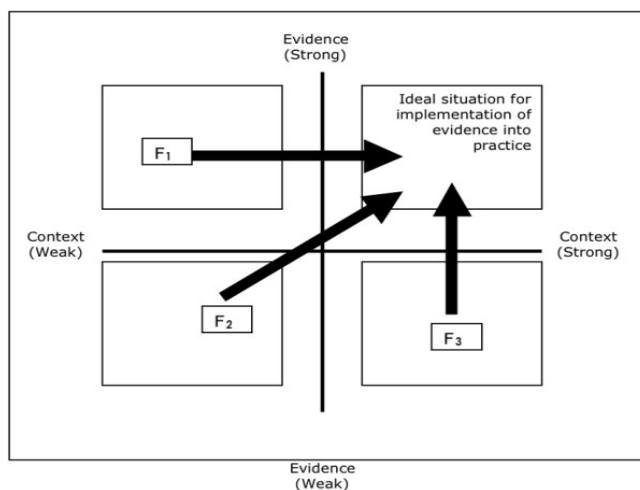 Evidence
(Strong)
Ideal situation for
implementation of
evidence into
practice
F₁
Context
(Weak)
Context
(Strong)
F₂
F₃
Evidence
(Weak)